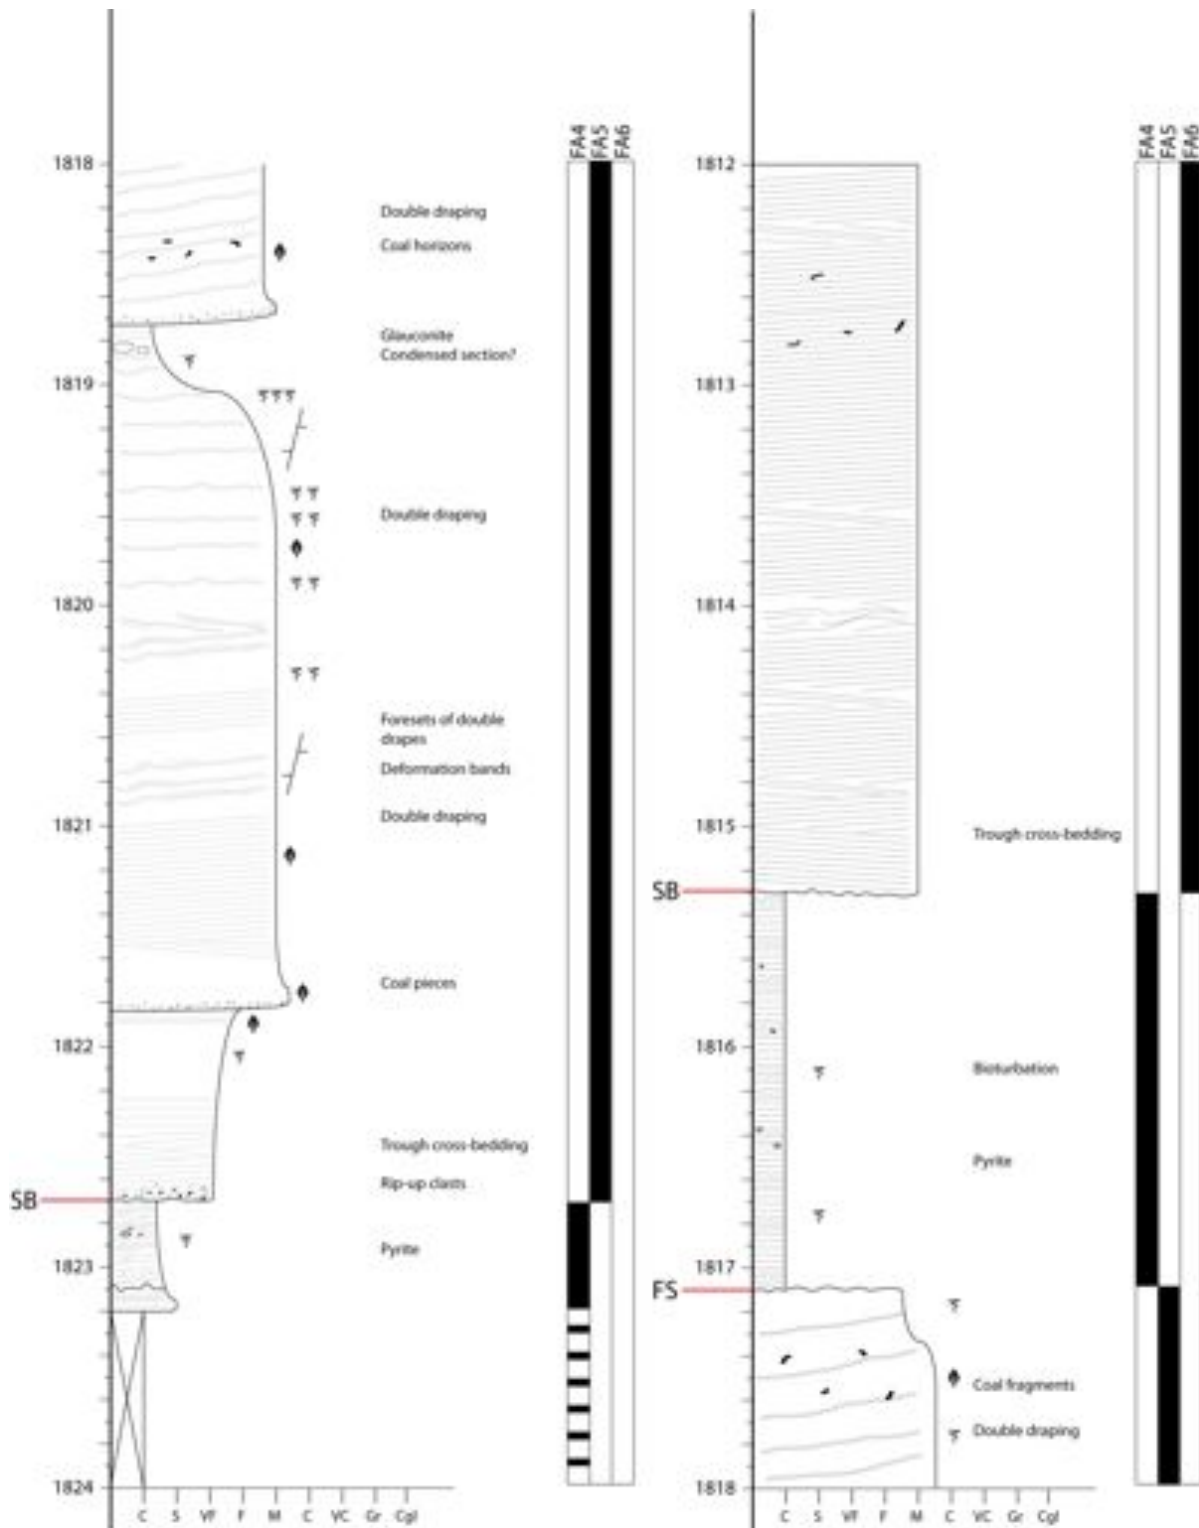 FA4
FA5
FA6
1818
Double draping
Coal horizons
Glauconite
Condensed section?
1819
Double draping
1820
Foresets of double
drapes
Deformation bands
1821
Double draping
Coal pieces
1822
Trough cross-bedding
Rip-up clasts
SB
Pyrite
1823
1824
C S VF F M C VC Gr Cgl
FA4
FA5
FA6
1812
1813
1814
1815
Trough cross-bedding
SB
1816
Bioturbation
Pyrite
1817
FS
Coal fragments
Double draping
1818
C S VF F M C VC Gr Cgl